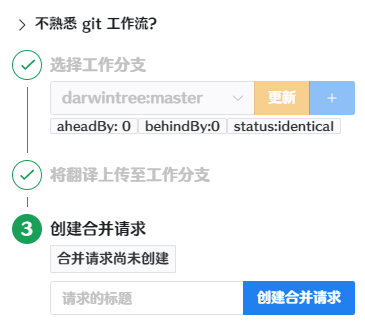 不熟悉 git 工作流?
选择工作分支
darwintree:master 更新 +
aheadBy: 0 behindBy:0 status:identical
将翻译上传至工作分支
3 创建合并请求
合并请求尚未创建
请求的标题 创建合并请求